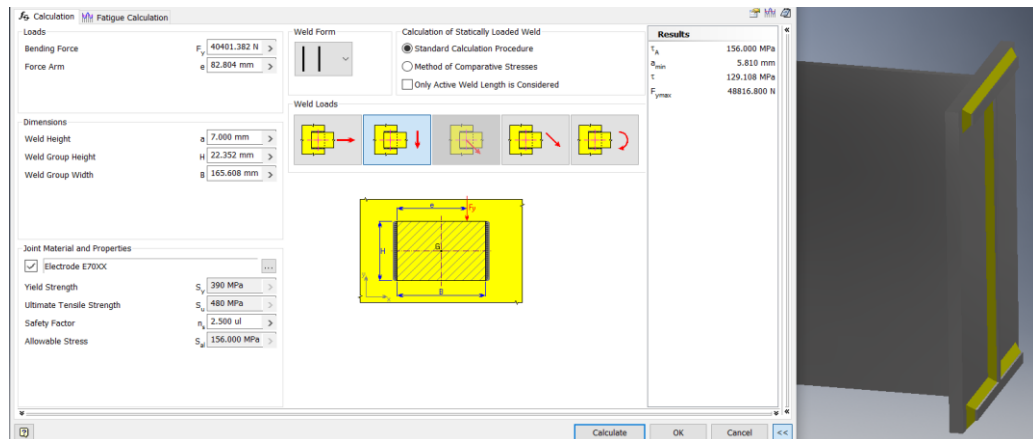 Calculation
Fatigue Calculation
Loads
Bending Force
Fy 40401.382 N >
Force Arm
e 82.804 mm >
Dimensions
Weld Height
a 7.000 mm >
Weld Group Height
H 22.352 mm >
Weld Group Width
B 165.608 mm >
Joint Material and Properties
Electrode E70XX
...
Yield Strength
Sy 390 MPa >
Ultimate Tensile Strength
Su 480 MPa >
Safety Factor
ns 2.500 ul >
Allowable Stress
Sal 156.000 MPa >
Weld Form
Calculation of Statically Loaded Weld
Standard Calculation Procedure
Method of Comparative Stresses
Only Active Weld Length is Considered
Weld Loads
e
Fy
H
G
B
Results
τA 156.000 MPa
amin 5.810 mm
τ 129.108 MPa
Fymax 48816.800 N
Calculate
OK
Cancel
<<